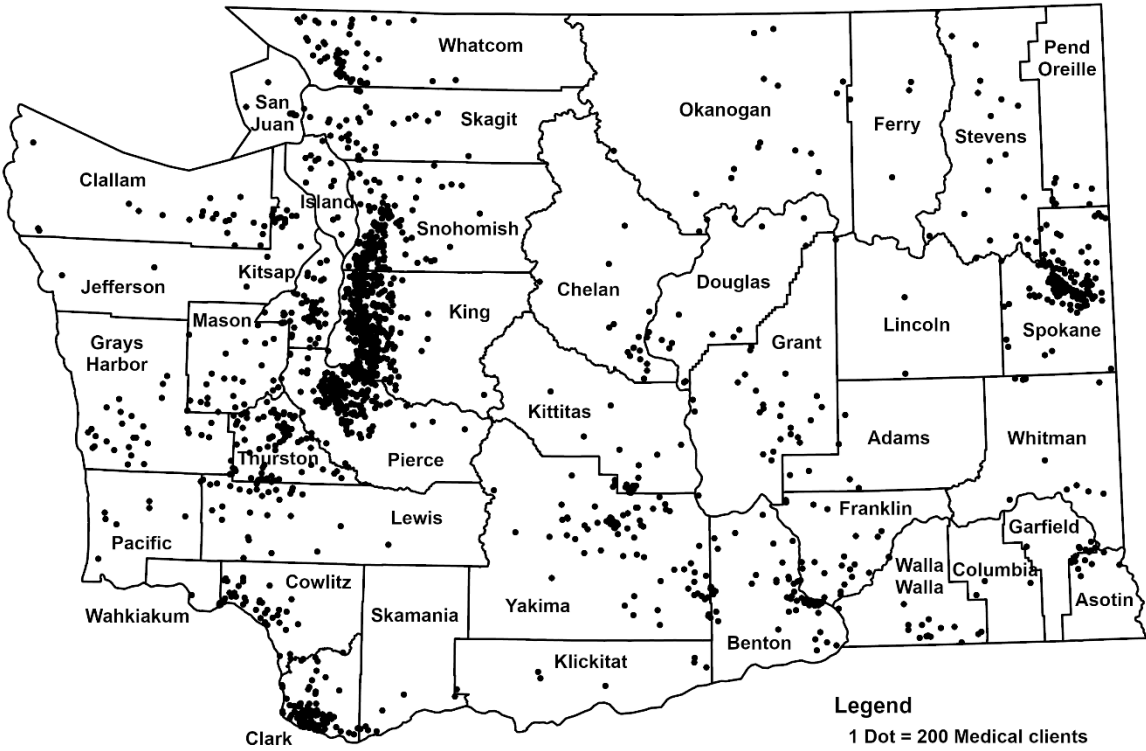 Whatcom
Pend
Oreille
San
Juan
Skagit
Okanogan
Ferry
Stevens
Clallam
Island
Snohomish
Jefferson
Kitsap
Chelan
Douglas
Mason
King
Lincoln
Spokane
Grays
Harbor
Grant
Kittitas
Adams
Whitman
Thurston
Pierce
Lewis
Franklin
Garfield
Pacific
Cowlitz
Walla
Walla
Columbia
Asotin
Wahkiakum
Skamania
Yakima
Benton
Klickitat
Clark
Legend
1 Dot = 200 Medical clients